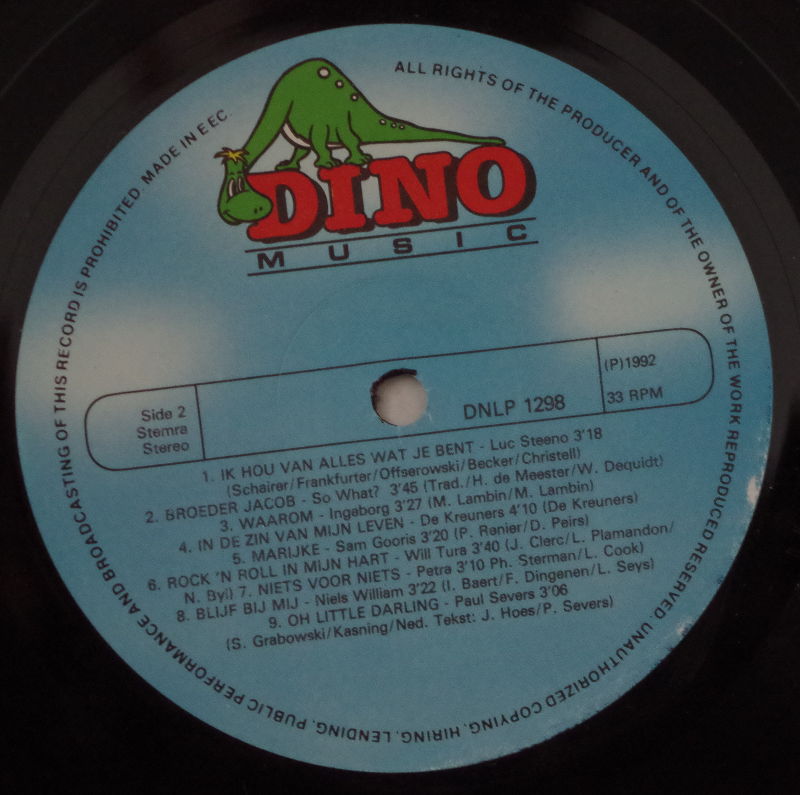 ALL RIGHTS OF THE PRODUCER AND OF THE OWNER OF THE WORK REPRODUCED RESERVED. UNAUTHORIZED COPYING, HIRING, LENDING, PUBLIC PERFORMANCE AND BROADCASTING OF THIS RECORD IS PROHIBITED. MADE IN EEC
DINO
MUSIC
Side 2
Stemra
Stereo
DNLP 1298
(P)1992
33 RPM
1. IK HOU VAN ALLES WAT JE BENT - Luc Steeno 3'18
(Schairer/Frankfurter/Offserowski/Becker/Christell)
2. BROEDER JACOB - So What? 3'45 (Trad./H. de Meester/W. Dequidt)
3. WAAROM - Ingeborg 3'27 (M. Lambin/M. Lambin)
4. IN DE ZIN VAN MIJN LEVEN - De Kreuners 4'10 (De Kreuners)
5. MARIJKE - Sam Gooris 3'20 (P. Renier/D. Peirs)
6. ROCK 'N ROLL IN MIJN HART - Will Tura 3'40 (J. Clerc/L. Plamandon/
N. Byl) 7. NIETS VOOR NIETS - Petra 3'10 Ph. Sterman/L. Cook)
8. BLIJF BIJ MIJ - Niels William 3'22 (I. Baert/F. Dingenen/L. Seys)
9. OH LITTLE DARLING - Paul Severs 3'06
(S. Grabowski/Kasning/Ned. Tekst: J. Hoes/P. Severs)